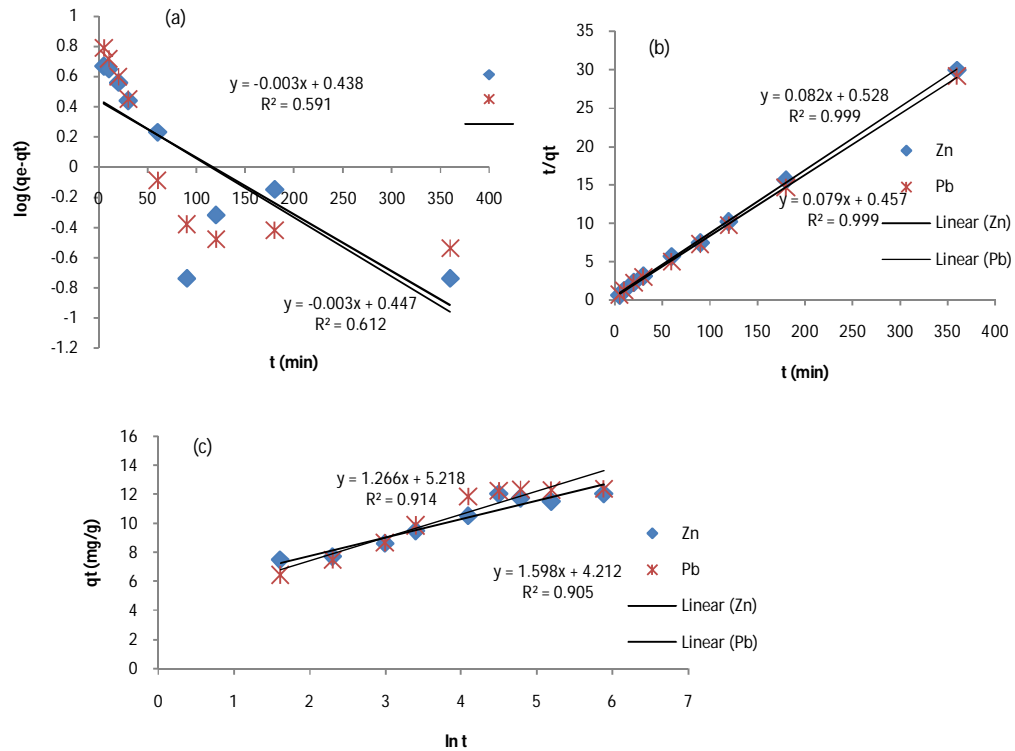 (a)
1
0.8
0.6
0.4
0.2
0
-0.2
-0.4
-0.6
-0.8
-1
-1.2
0 50 100 150 200 250 300 350 400
log(qe-qt)
t (min)
y = -0.003x + 0.438
R² = 0.591
y = -0.003x + 0.447
R² = 0.612
(b)
35
30
25
20
15
10
5
0
0 50 100 150 200 250 300 350 400
t/qt
t (min)
y = 0.082x + 0.528
R² = 0.999
y = 0.079x + 0.457
R² = 0.999
Zn
Pb
Linear (Zn)
Linear (Pb)
(c)
16
14
12
10
8
6
4
2
0
0 1 2 3 4 5 6 7
qt (mg/g)
ln t
y = 1.266x + 5.218
R² = 0.914
y = 1.598x + 4.212
R² = 0.905
Zn
Pb
Linear (Zn)
Linear (Pb)